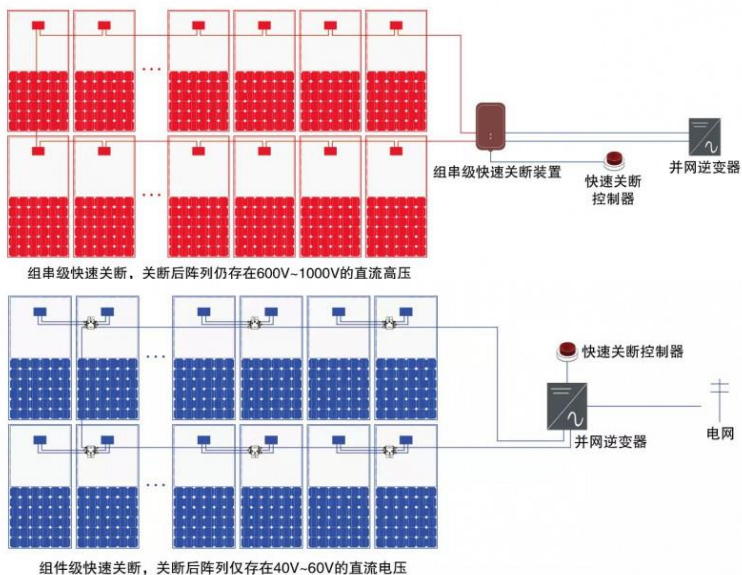 组串级快速关断装置
快速关断
控制器
并网逆变器
组串级快速关断，关断后阵列仍存在600V~1000V的直流高压
快速关断控制器
并网逆变器
电网
组件级快速关断，关断后阵列仅存在40V~60V的直流电压